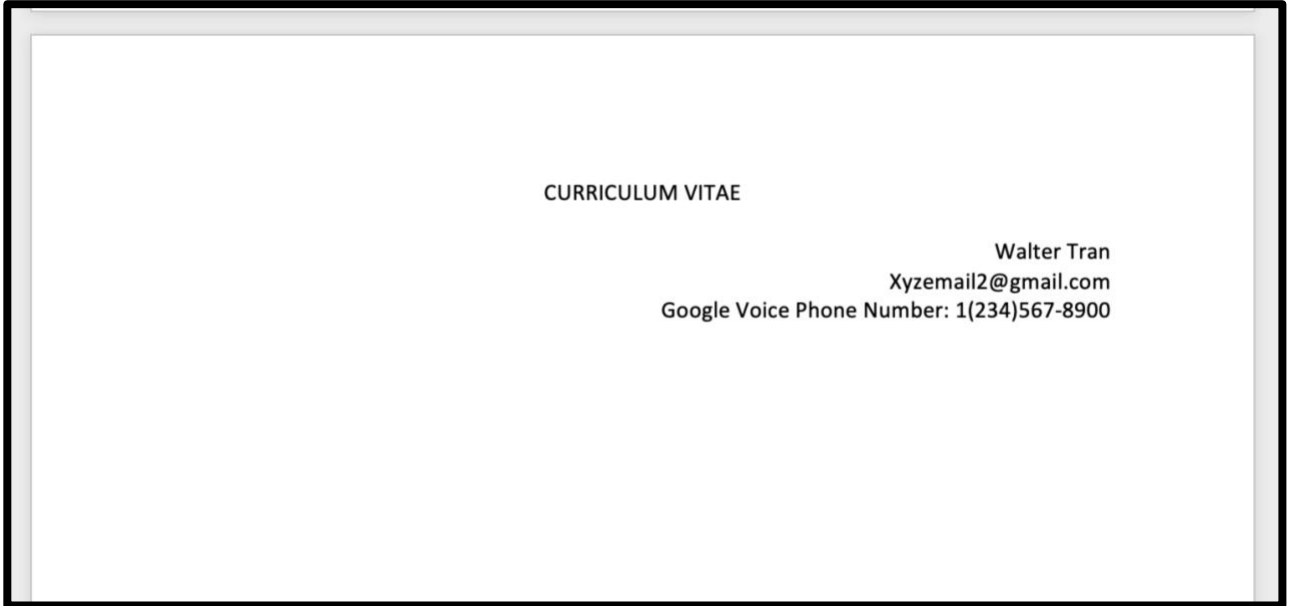 CURRICULUM VITAE
Walter Tran
Xyzemail2@gmail.com
Google Voice Phone Number: 1(234)567-8900